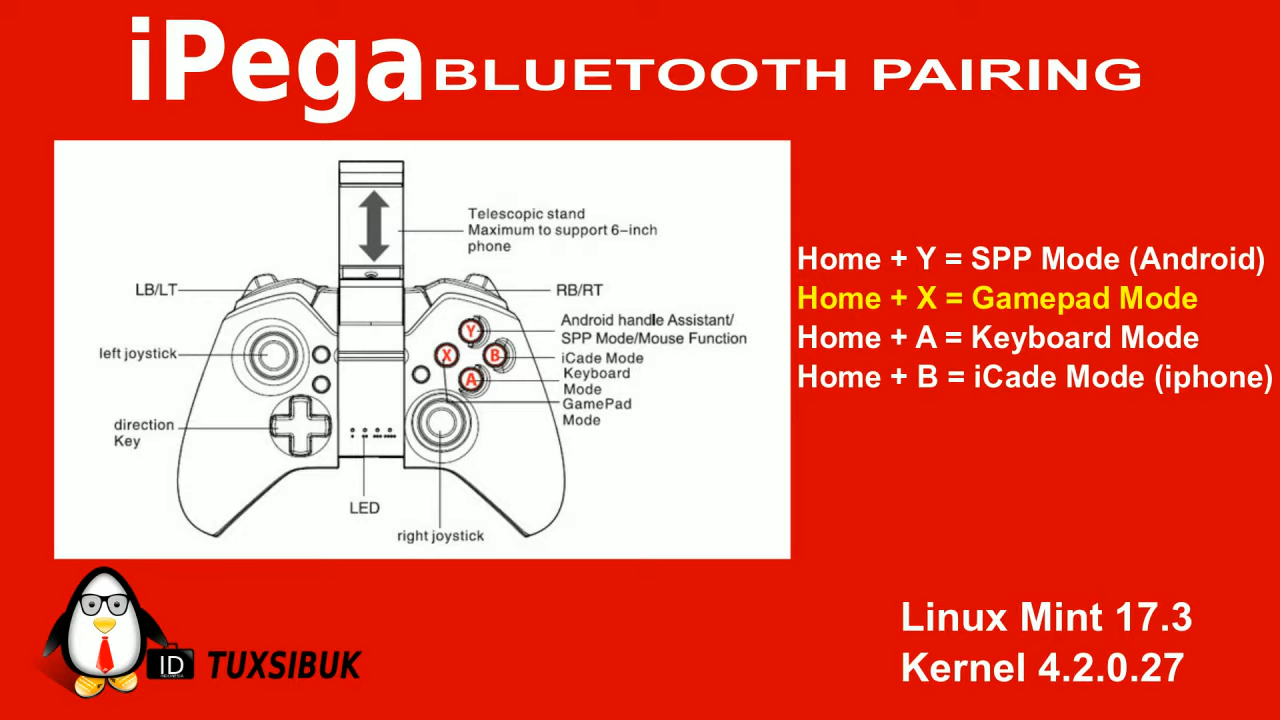 iPega BLUETOOTH PAIRING
Telescopic stand
Maximum to support 6-inch
phone
LB/LT
RB/RT
Android handle Assistant/
SPP Mode/Mouse Function
left joystick
iCade Mode
Keyboard
Mode
GamePad
Mode
direction
Key
LED
right joystick
Y
X
B
A
Home + Y = SPP Mode (Android)
Home + X = Gamepad Mode
Home + A = Keyboard Mode
Home + B = iCade Mode (iphone)
ID
INDONESIA
TUXSIBUK
Linux Mint 17.3
Kernel 4.2.0.27